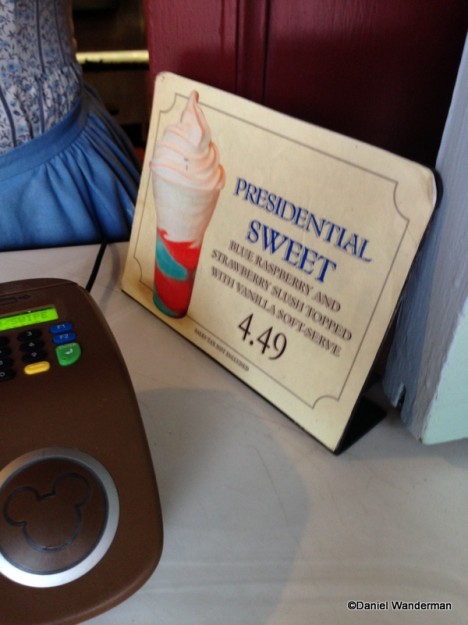 PRESIDENTIAL
SWEET
BLUE RASPBERRY AND
STRAWBERRY SLUSH TOPPED
WITH VANILLA SOFT-SERVE
4.49
©Daniel Wanderman